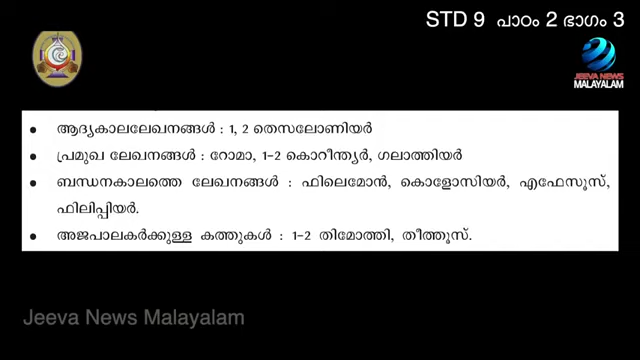 STD 9 പാഠം 2 ഭാഗം 3
JEEVA NEWS
MALAYALAM
• ആദ്യകാലലേഖനങ്ങൾ : 1, 2 തെസലോണിയർ
• പ്രമുഖ ലേഖനങ്ങൾ : റോമാ, 1-2 കൊറീന്ത്യർ, ഗലാത്തിയർ
• ബന്ധനകാലത്തെ ലേഖനങ്ങൾ : ഫിലെമോൻ, കൊളോസിയർ, എഫേസൂസ്,
ഫിലിപ്പിയർ.
• അജപാലകർക്കുള്ള കത്തുകൾ : 1-2 തിമോത്തി, തീത്തൂസ്.
Jeeva News Malayalam